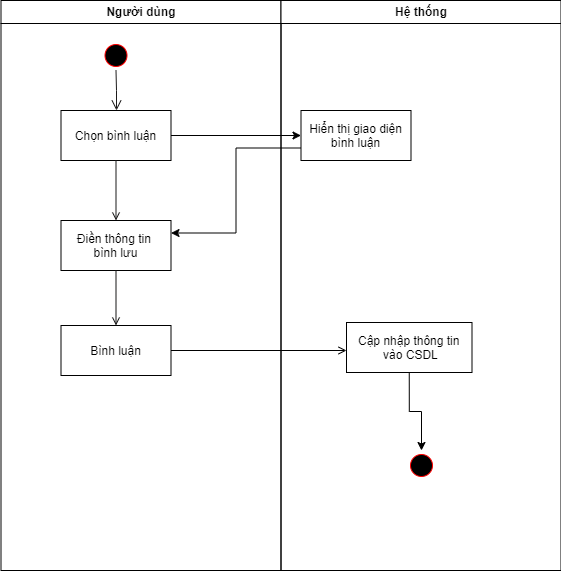 Người dùng
Hệ thống
Chọn bình luận
Hiển thị giao diện
bình luận
Điền thông tin
bình lưu
Bình luận
Cập nhập thông tin
vào CSDL